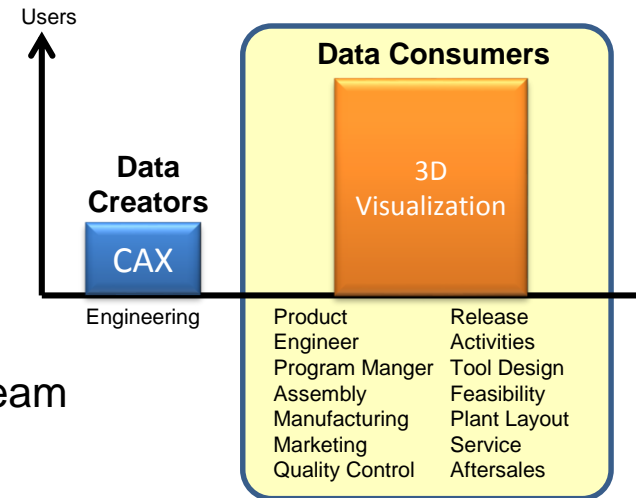 Users
Data Consumers
3D
Visualization
Data
Creators
CAX
Engineering
Product
Engineer
Program Manger
Assembly
Manufacturing
Marketing
Quality Control
Release
Activities
Tool Design
Feasibility
Plant Layout
Service
Aftersales
eam